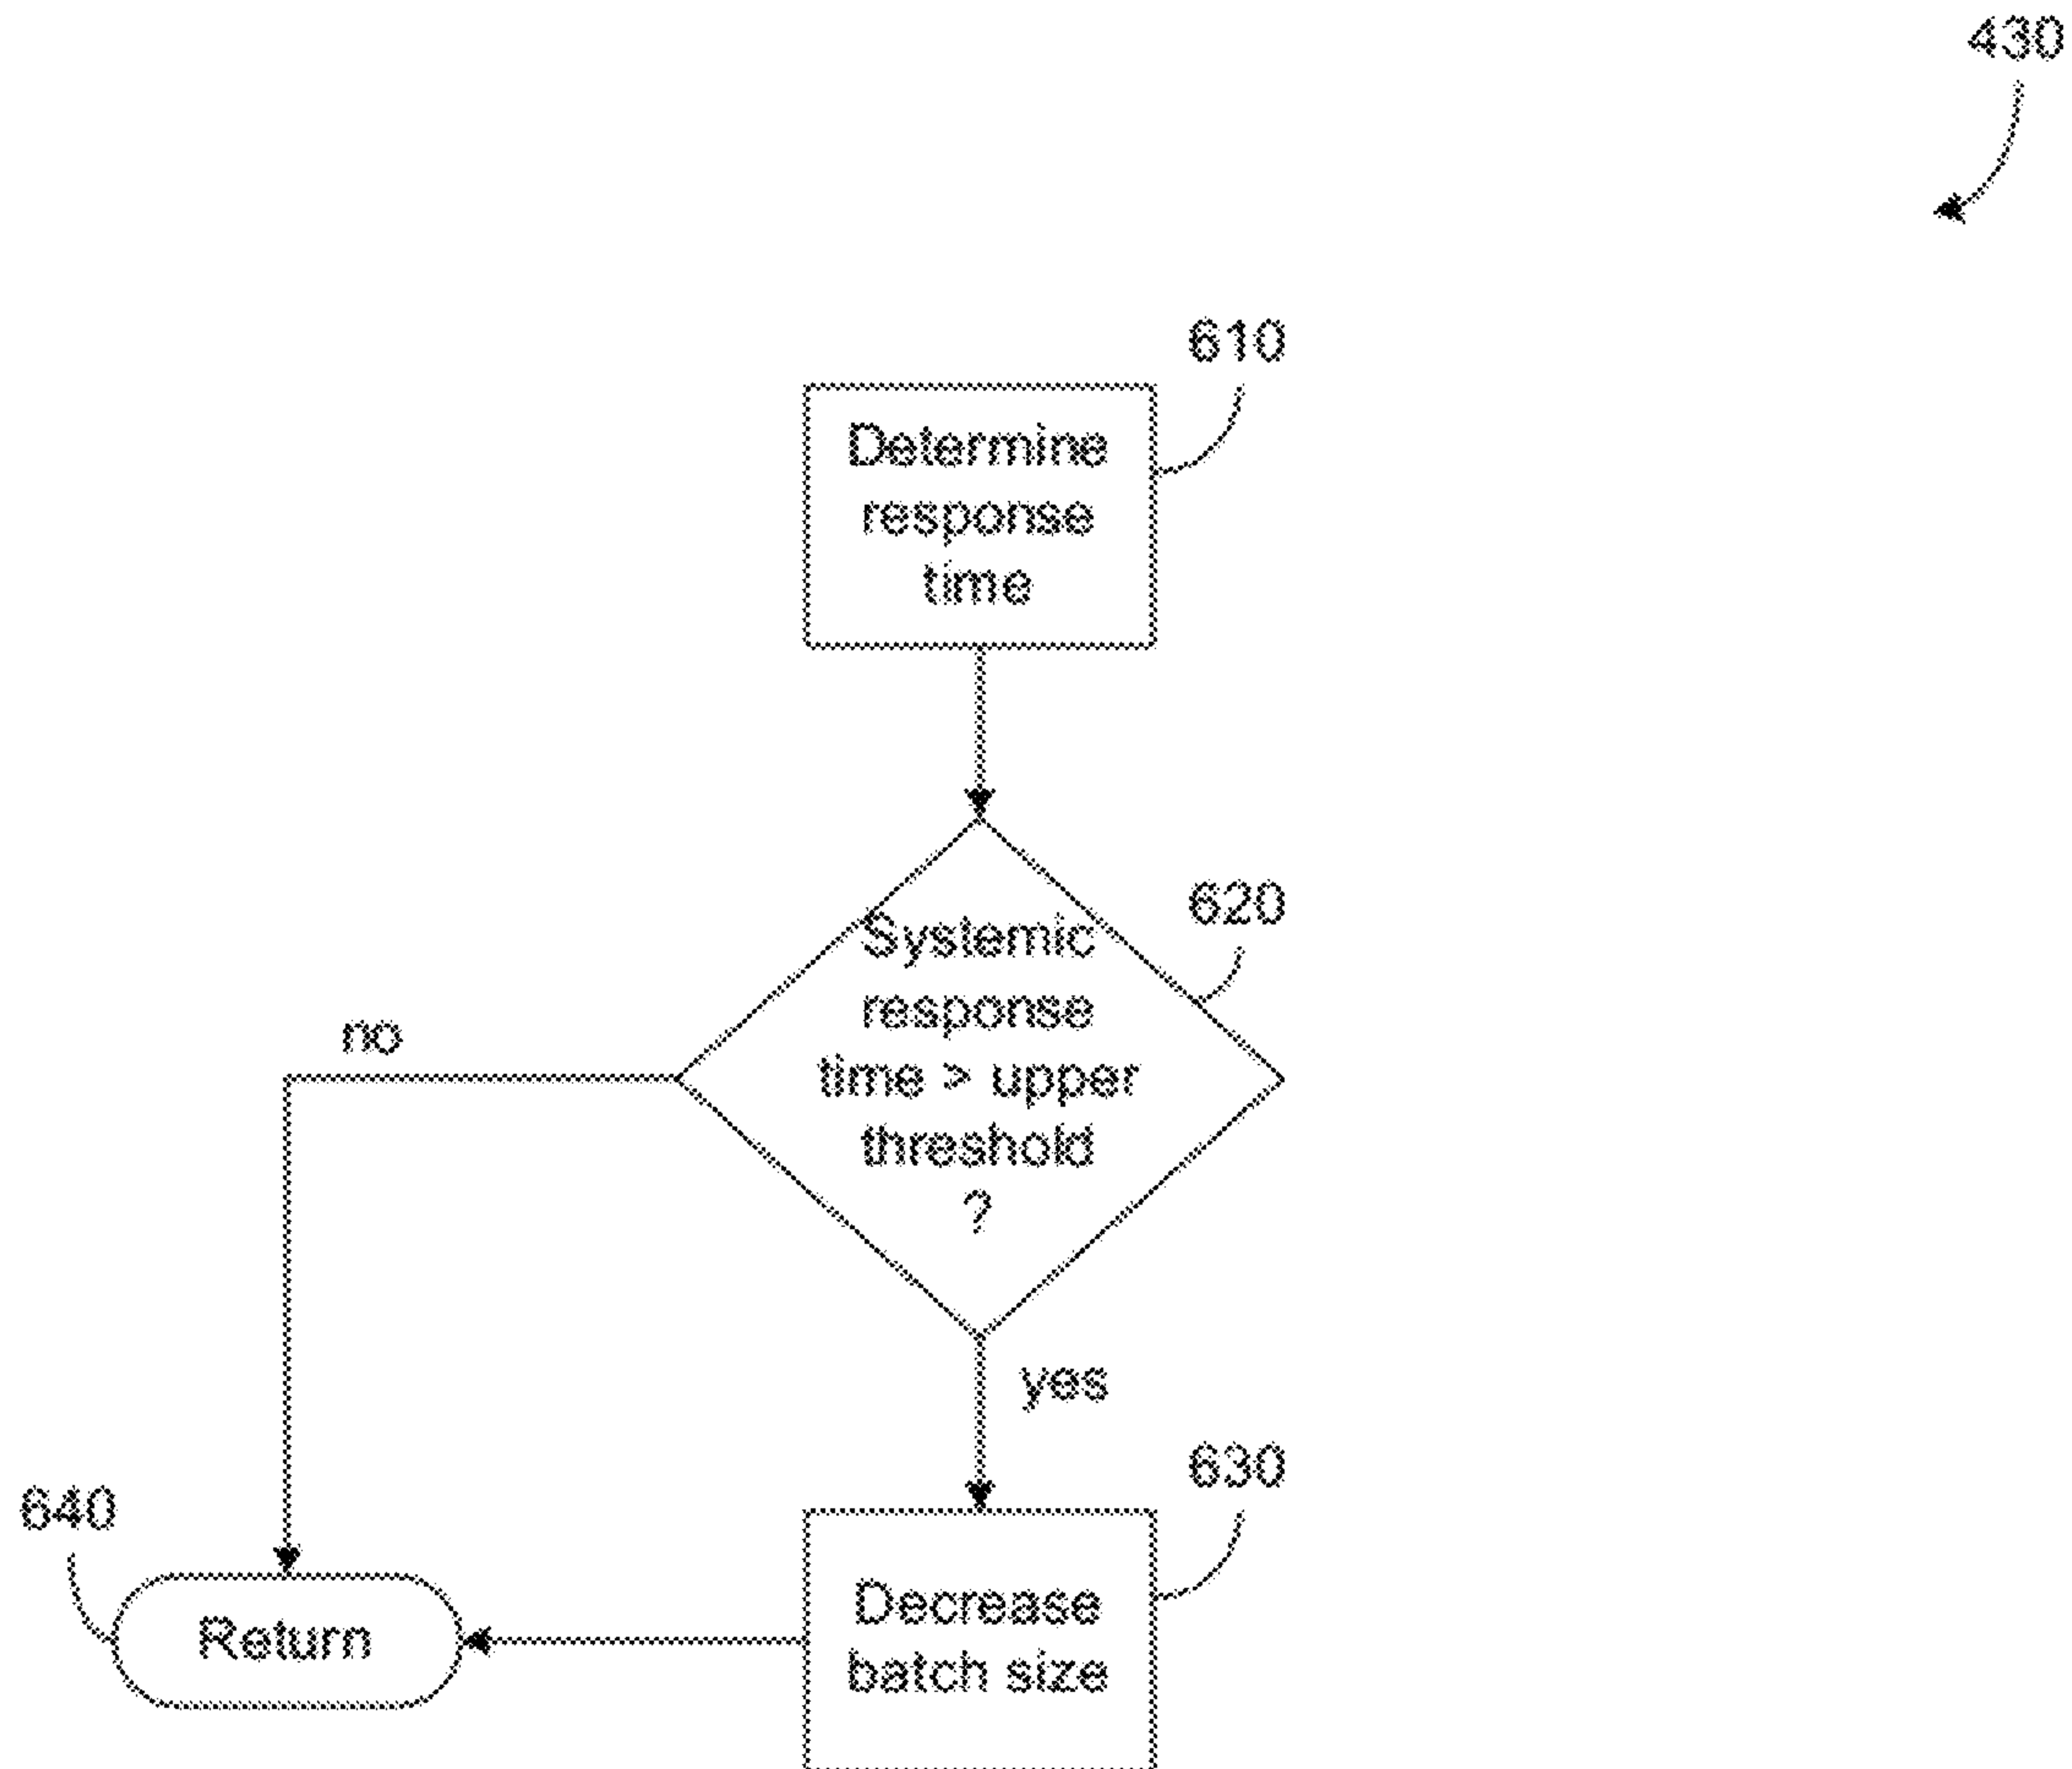 430
610
Determine
response
time
620
Systemic
response
time > upper
threshold
?
no
yes
630
640
Return
Decrease
batch size